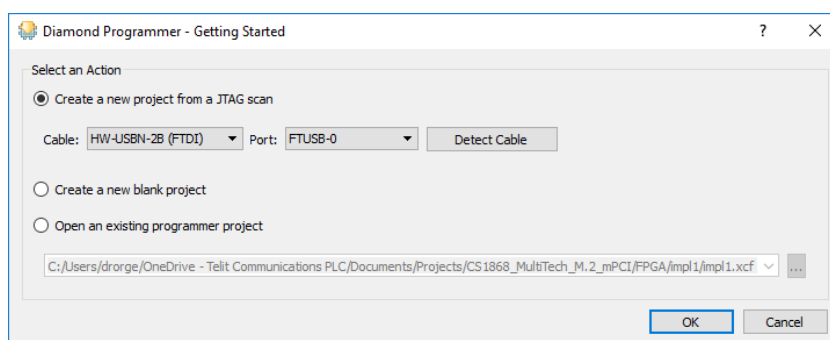 Diamond Programmer - Getting Started ?
Select an Action
Create a new project from a JTAG scan
Cable: HW-USBN-2B (FTDI) Port: FTUSB-0 Detect Cable
Create a new blank project
Open an existing programmer project
C:/Users/drorge/OneDrive - Telit Communications PLC/Documents/Projects/CS1868_MultiTech_M.2_mPCI/FPGA/impl1/impl1.xcf ...
OK Cancel